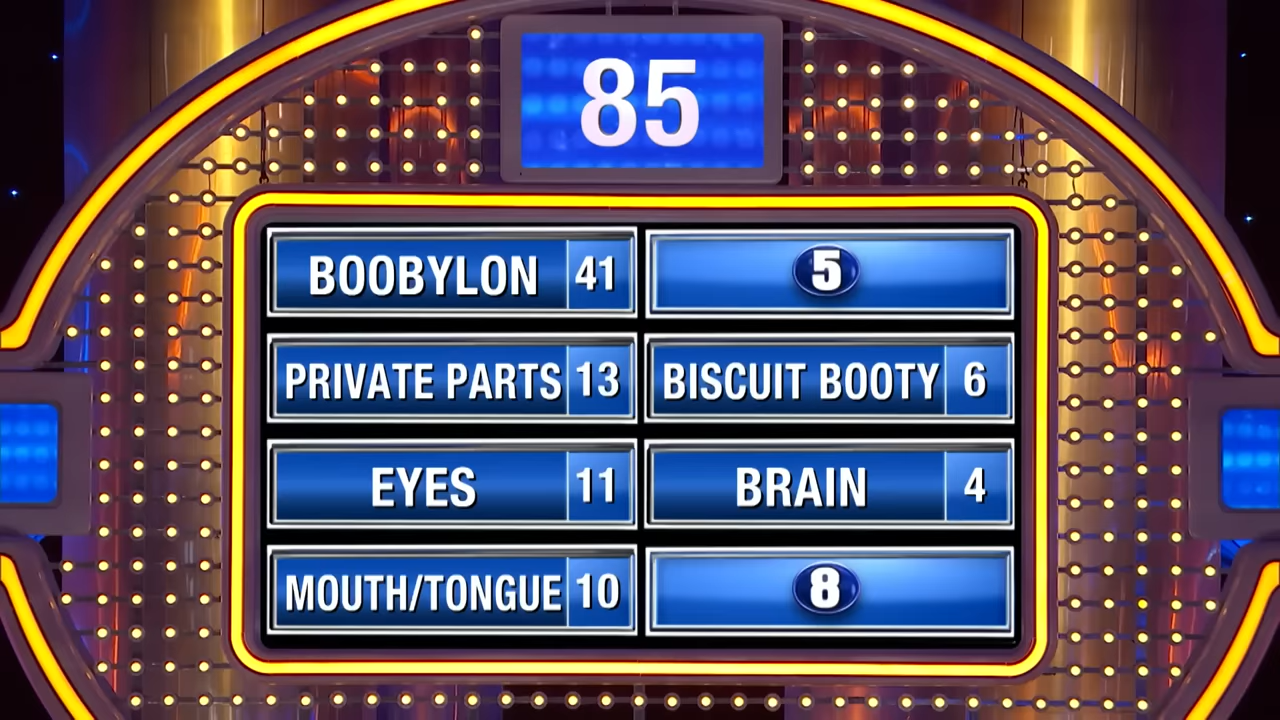 85
BOOBYLON 41
5
PRIVATE PARTS 13
BISCUIT BOOTY 6
EYES 11
BRAIN 4
MOUTH/TONGUE 10
8